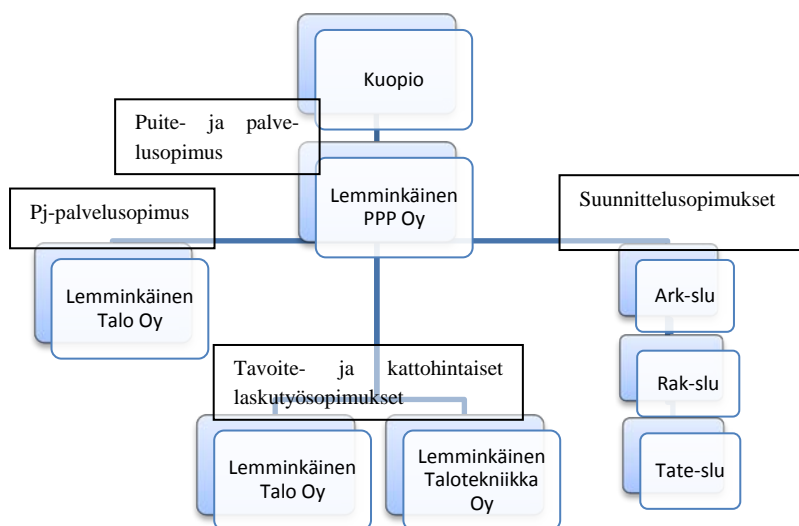 Kuopio
Puite- ja palve-
lusopimus
Lemminkäinen
PPP Oy
Pj-palvelusopimus
Suunnittelusopimukset
Lemminkäinen
Talo Oy
Ark-slu
Rak-slu
Tate-slu
Tavoite- ja kattohintaiset
laskutyösopimukset
Lemminkäinen
Talo Oy
Lemminkäinen
Talotekniikka
Oy